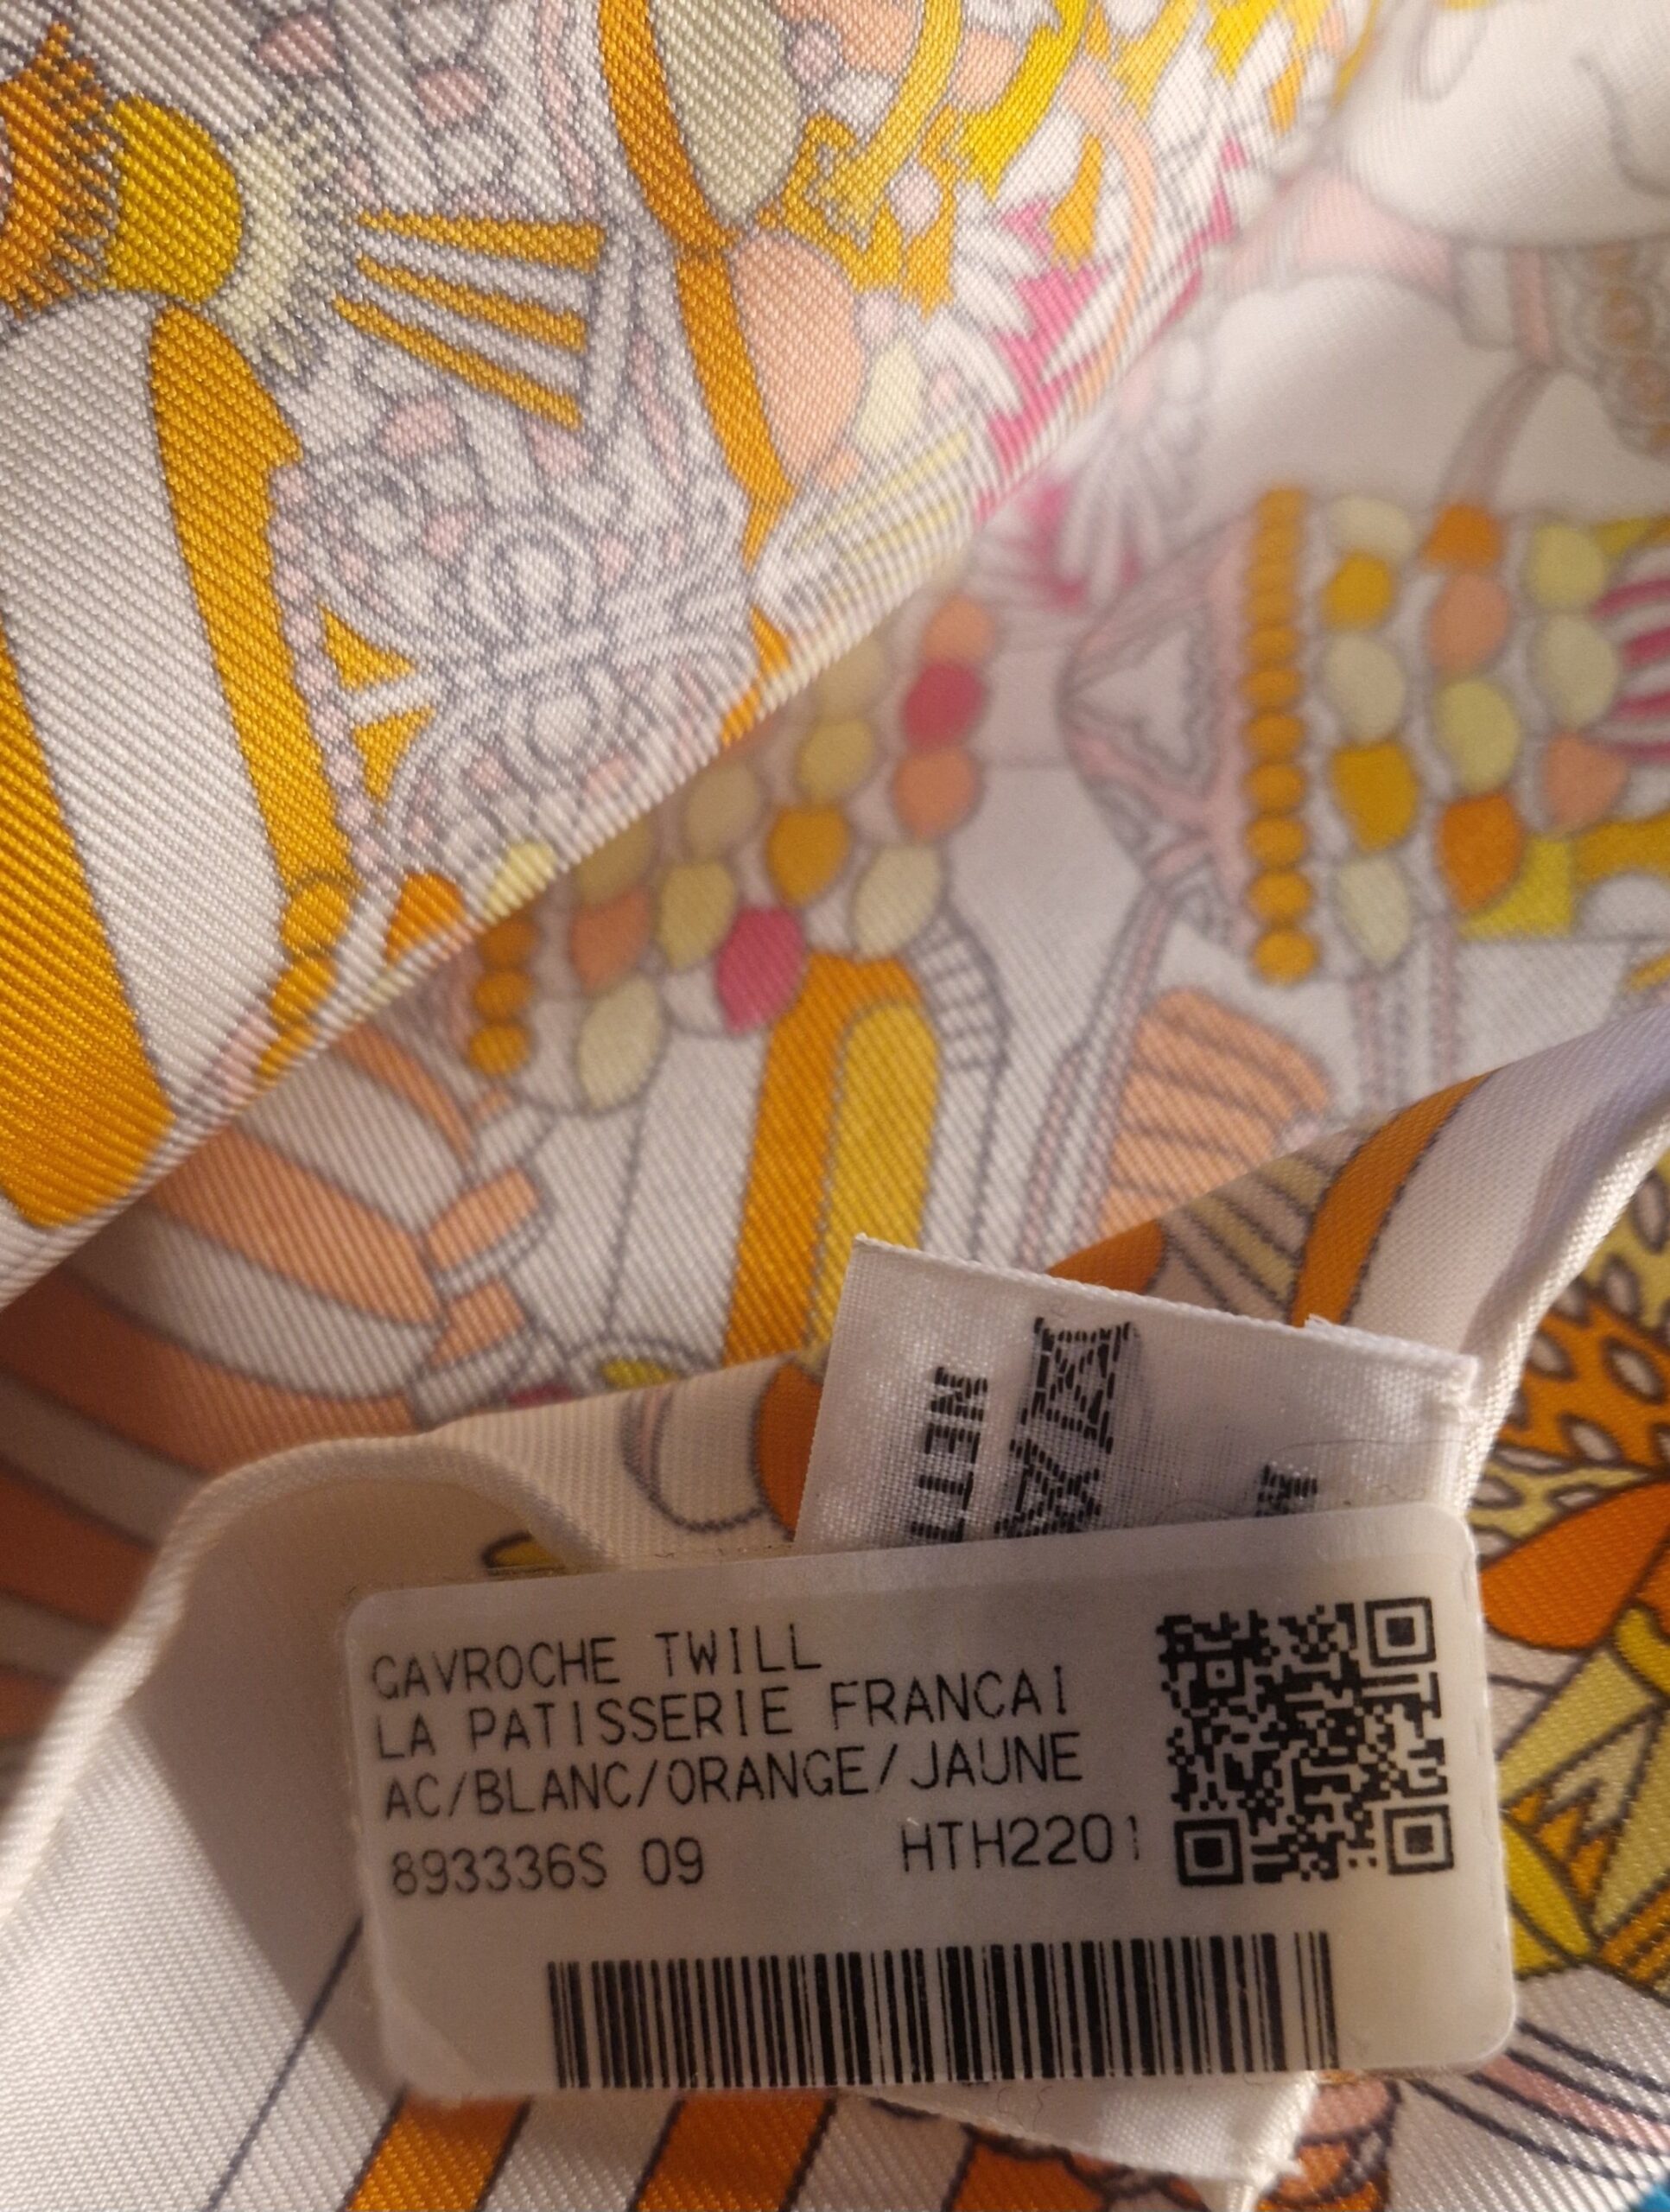 GAVROCHE TWILL
LA PATISSERIE FRANCAI
AC/BLANC/ORANGE/JAUNE
893336S 09 HTH2201